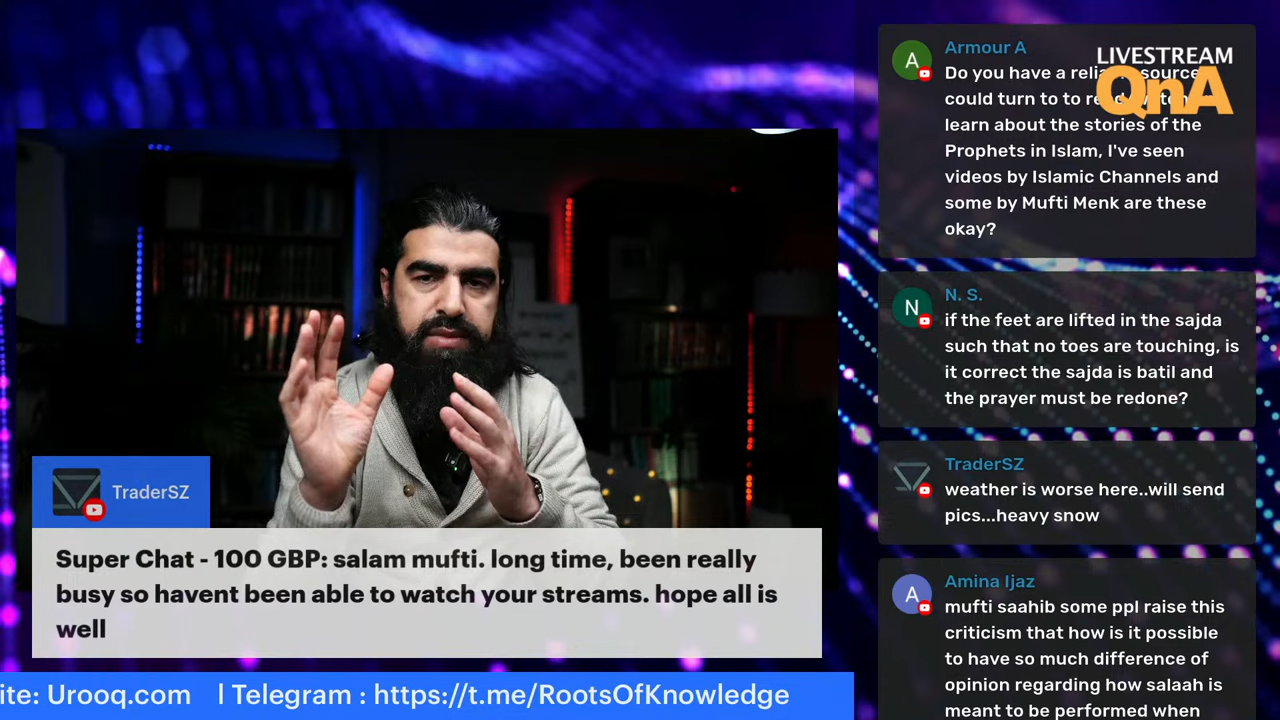 LIVESTREAM
QnA
A
Armour A
Do you have a source
could turn to to
learn about the stories of the
Prophets in Islam, I've seen
videos by Islamic Channels and
some by Mufti Menk are these
okay?
N
N. S.
if the feet are lifted in the sajda
such that no toes are touching, is
it correct the sajda is batil and
the prayer must be redone?
TraderSZ
weather is worse here..will send
pics...heavy snow
A
Amina Ijaz
mufti saahib some ppl raise this
criticism that how is it possible
to have so much difference of
opinion regarding how salaah is
meant to be performed when
TraderSZ
Super Chat - 100 GBP: salam mufti. long time, been really
busy so havent been able to watch your streams. hope all is
well
ite: Urooq.com l Telegram : https://t.me/RootsOfKnowledge